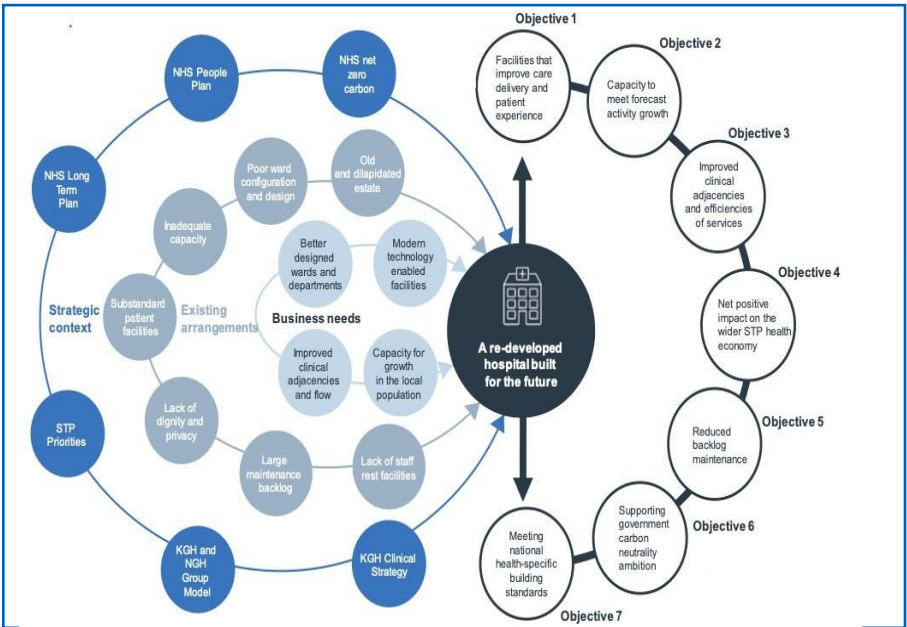 NHS net
zero
carbon
NHS People
Plan
NHS Long
Term
Plan
Strategic
context
STP
Priorities
KGH and
NGH
Group
Model
KGH Clinical
Strategy
Old
and dilapidated
estate
Poor ward
configuration
and design
Inadequate
capacity
Substandard
patient
facilities
Existing
arrangements
Lack of
dignity and
privacy
Large
maintenance
backlog
Lack of staff
rest facilities
Better
designed
wards and
departments
Modern
technology
enabled
facilities
Business needs
Improved
clinical
adjacencies
and flow
Capacity for
growth
in the local
population
A re-developed
hospital built
for the future
Objective 1
Facilities that
improve care
delivery and
patient
experience
Objective 2
Capacity to
meet forecast
activity growth
Objective 3
Improved
clinical
adjacencies
and efficiencies
of services
Objective 4
Net positive
impact on the
wider STP health
economy
Objective 5
Reduced
backlog
maintenance
Objective 6
Supporting
government
carbon
neutrality
ambition
Meeting
national
health-specific
building
standards
Objective 7